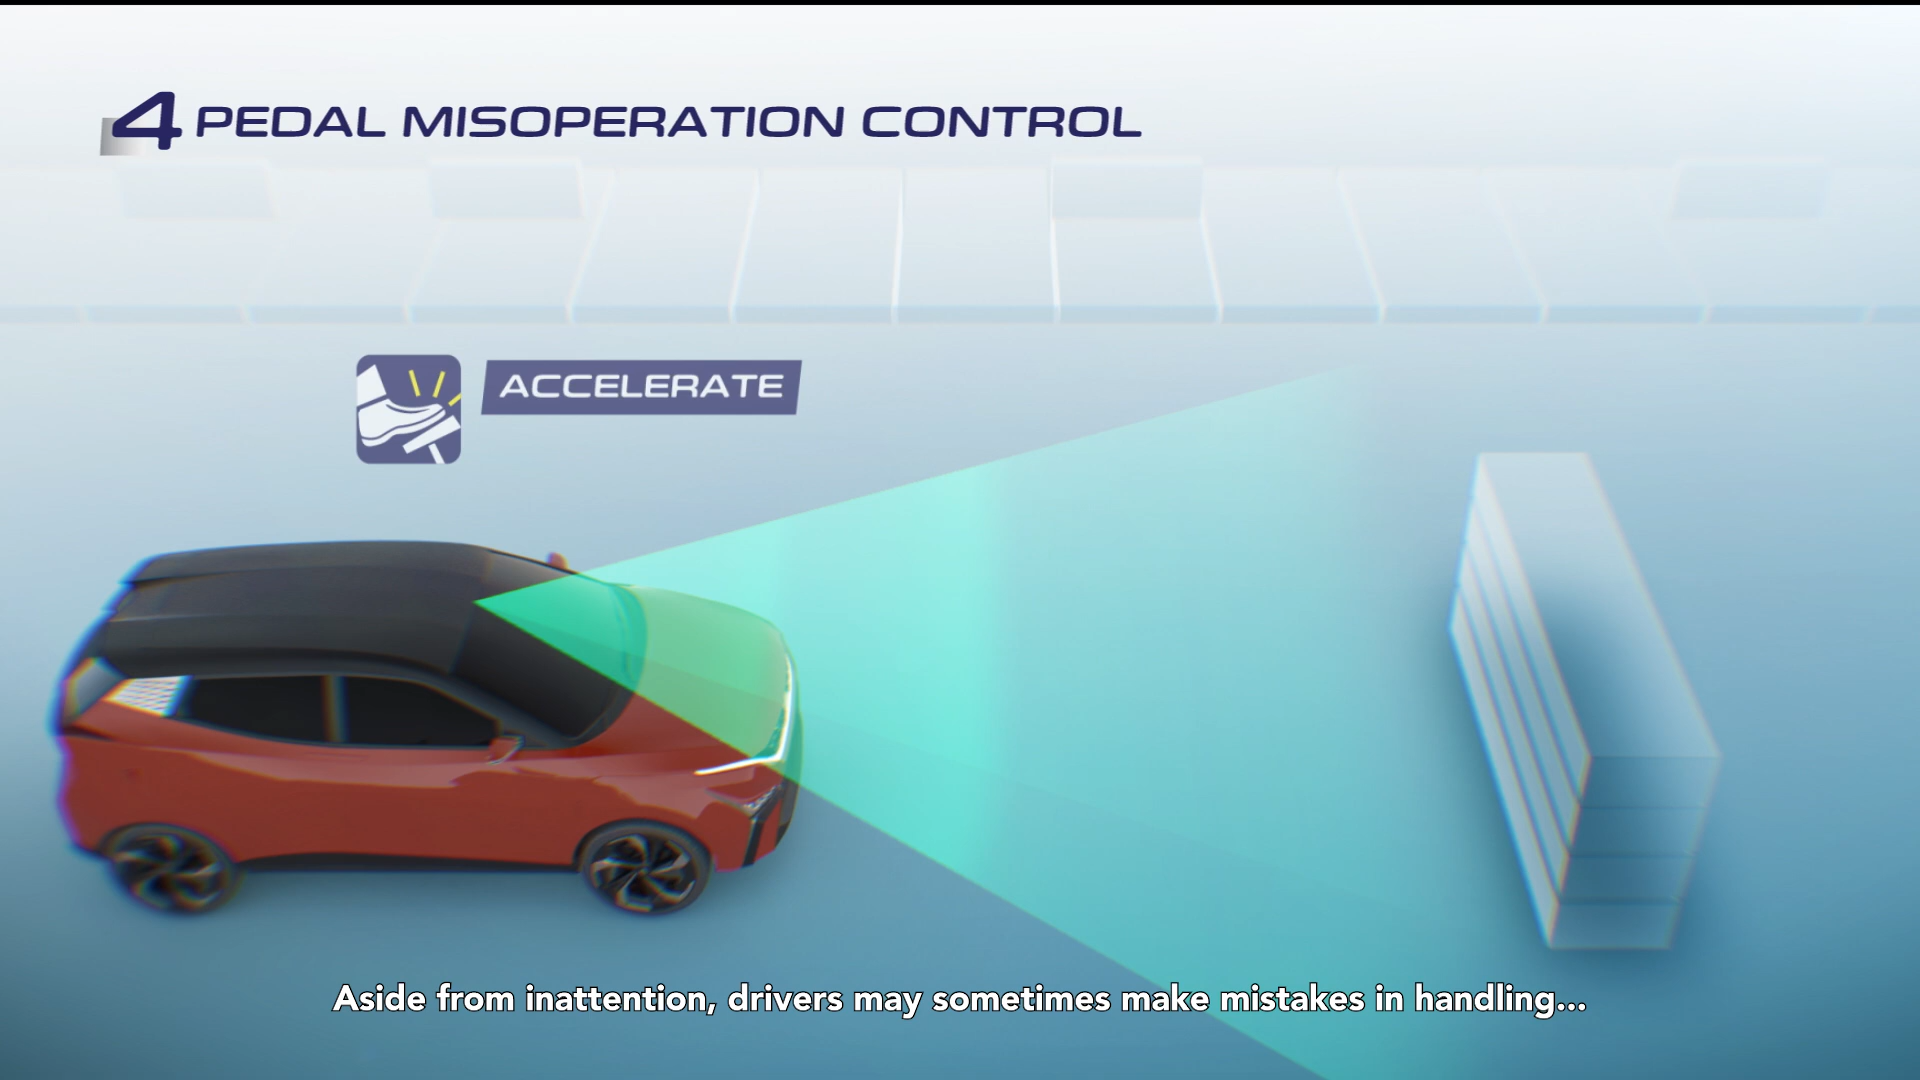 4 PEDAL MISOPERATION CONTROL
ACCELERATE
Aside from inattention, drivers may sometimes make mistakes in handling...